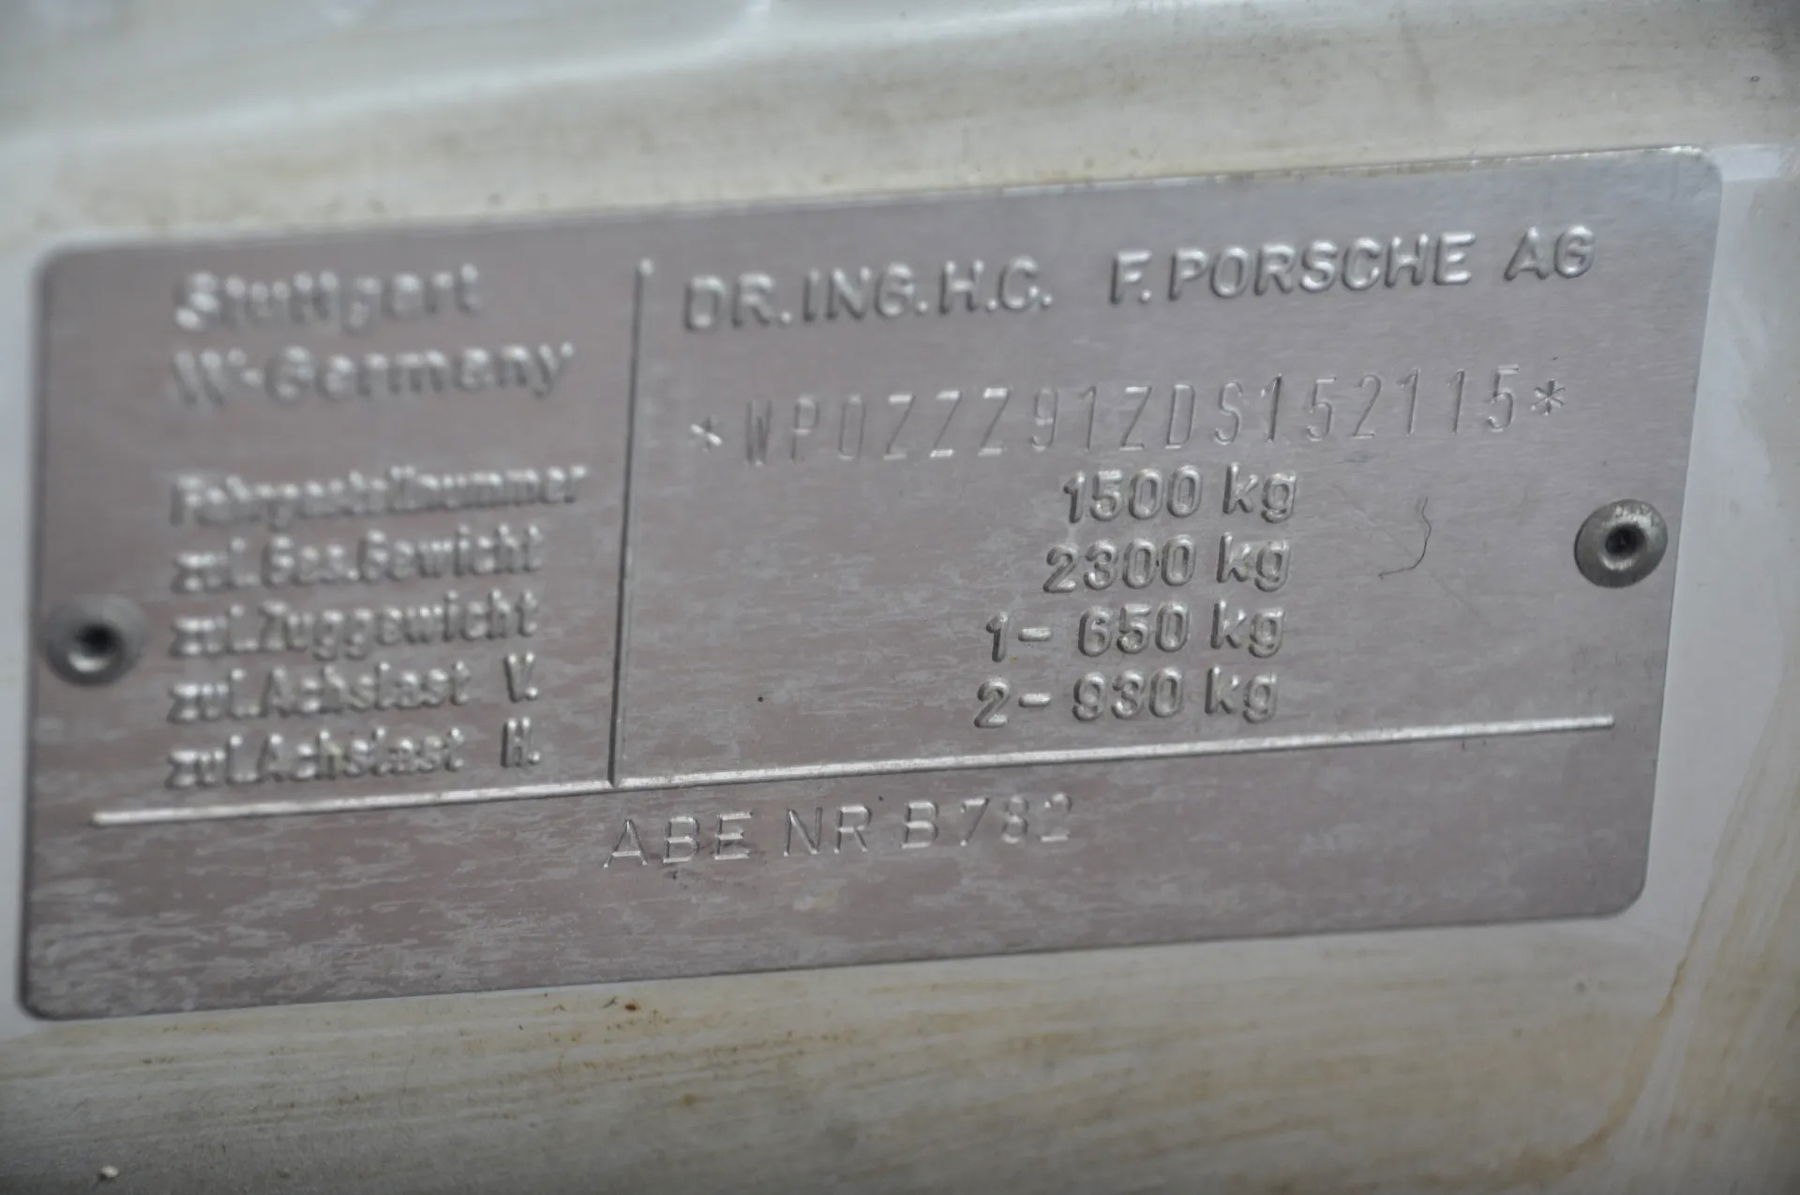 Stuttgart
W-Germany
DR.ING.H.C. F.PORSCHE AG
Fahrgestellnummer *WP0ZZZ91ZDS152115*
zul.Ges.Gewicht 1500 kg
zul.Zuggewicht 2300 kg
zul.Achslast V. 1- 650 kg
zul.Achslast H. 2- 930 kg
ABE NR B782